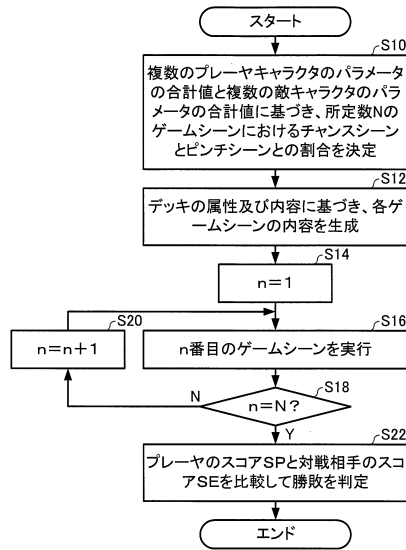 スタート
S10
複数のプレーヤキャラクタのパラメータ
の合計値と複数の敵キャラクタのパラ
メータの合計値に基づき、所定数Nの
ゲームシーンにおけるチャンスシーン
とピンチシーンとの割合を決定
S12
デッキの属性及び内容に基づき、各ゲ
ームシーンの内容を生成
S14
n=1
S20
n=n+1
S16
n番目のゲームシーンを実行
S18
n=N?
N
Y
S22
プレーヤのスコアSPと対戦相手のスコ
アSEを比較して勝敗を判定
エンド